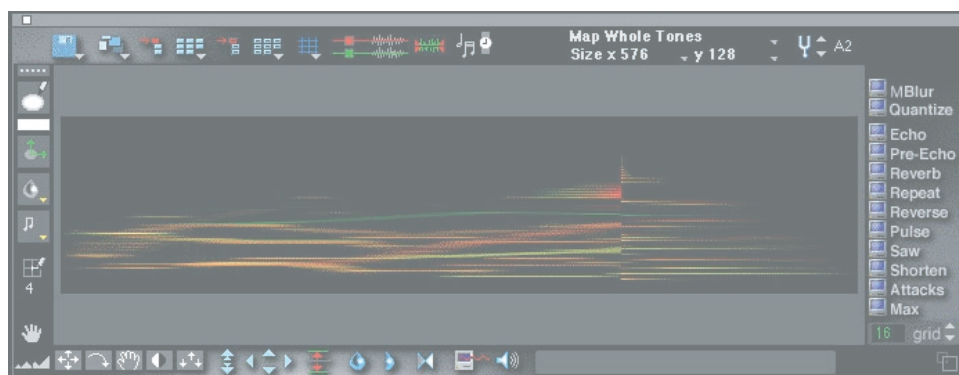 Map Whole Tones
Size x 576 y 128
A2
MBlur
Quantize
Echo
Pre-Echo
Reverb
Repeat
Reverse
Pulse
Saw
Shorten
Attacks
Max
4
16 grid